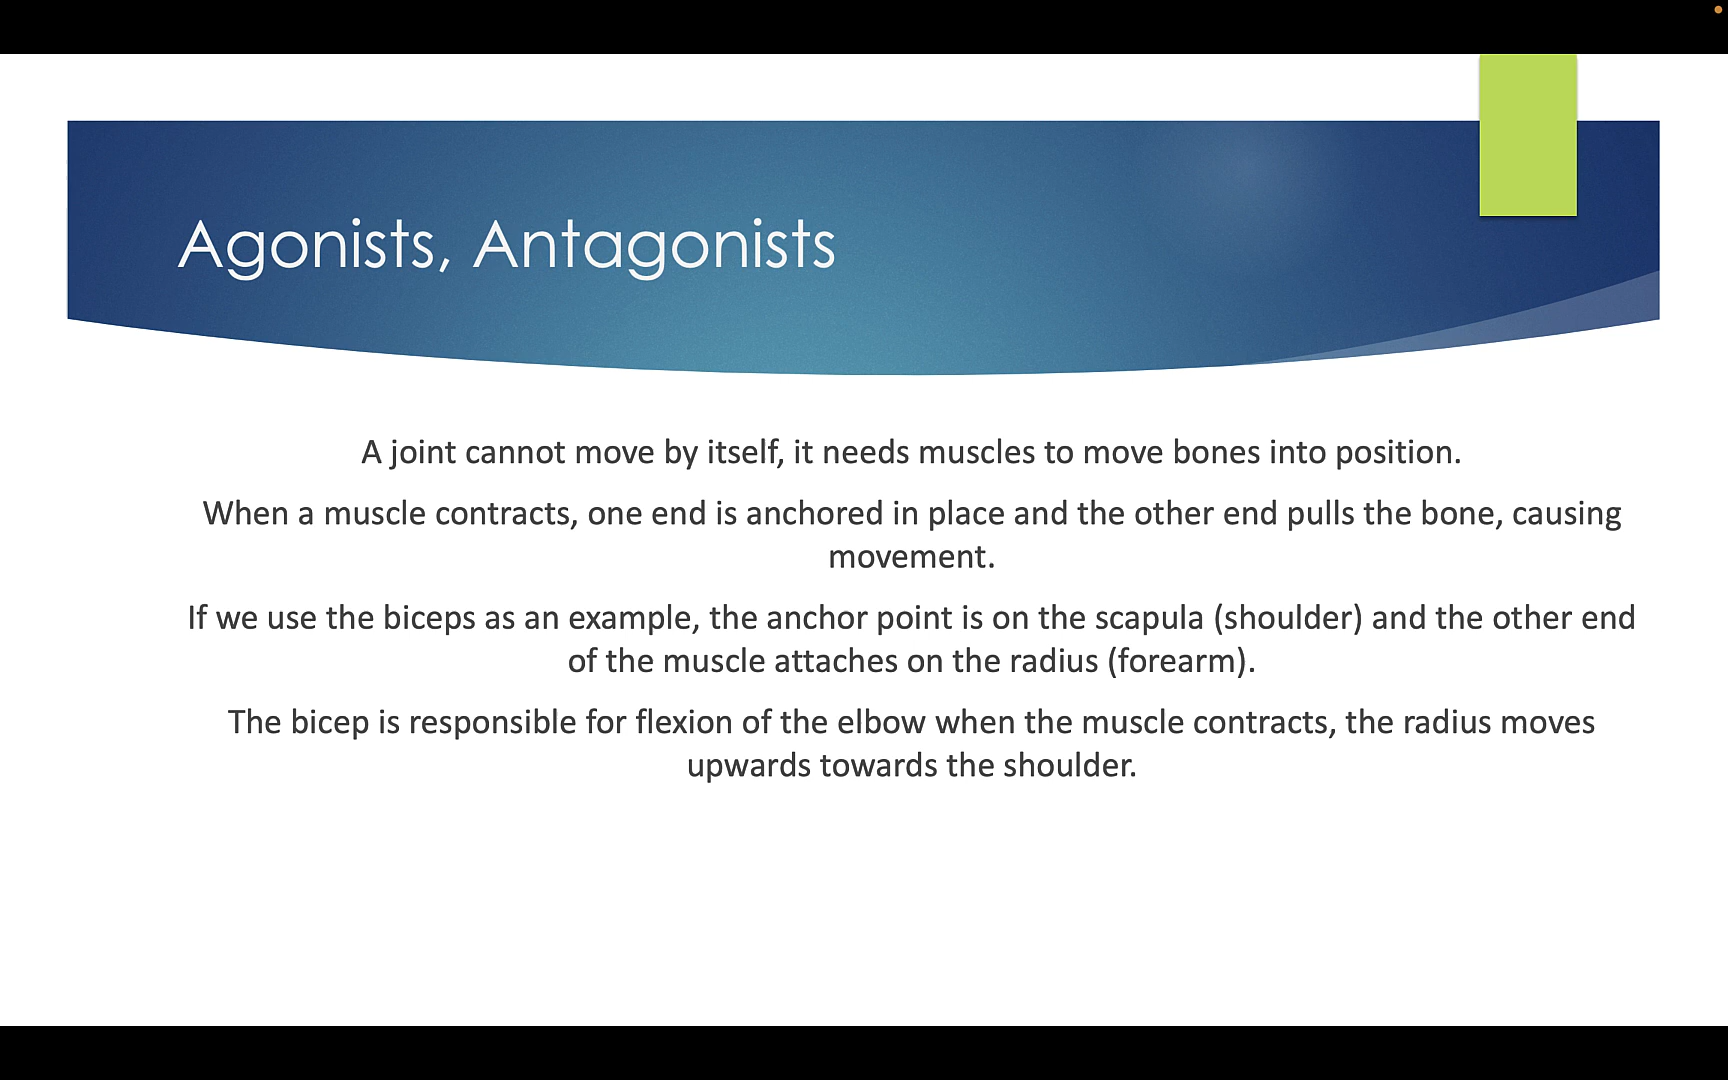 Agonists, Antagonists
A joint cannot move by itself, it needs muscles to move bones into position.
When a muscle contracts, one end is anchored in place and the other end pulls the bone, causing
movement.
If we use the biceps as an example, the anchor point is on the scapula (shoulder) and the other end
of the muscle attaches on the radius (forearm).
The bicep is responsible for flexion of the elbow when the muscle contracts, the radius moves
upwards towards the shoulder.